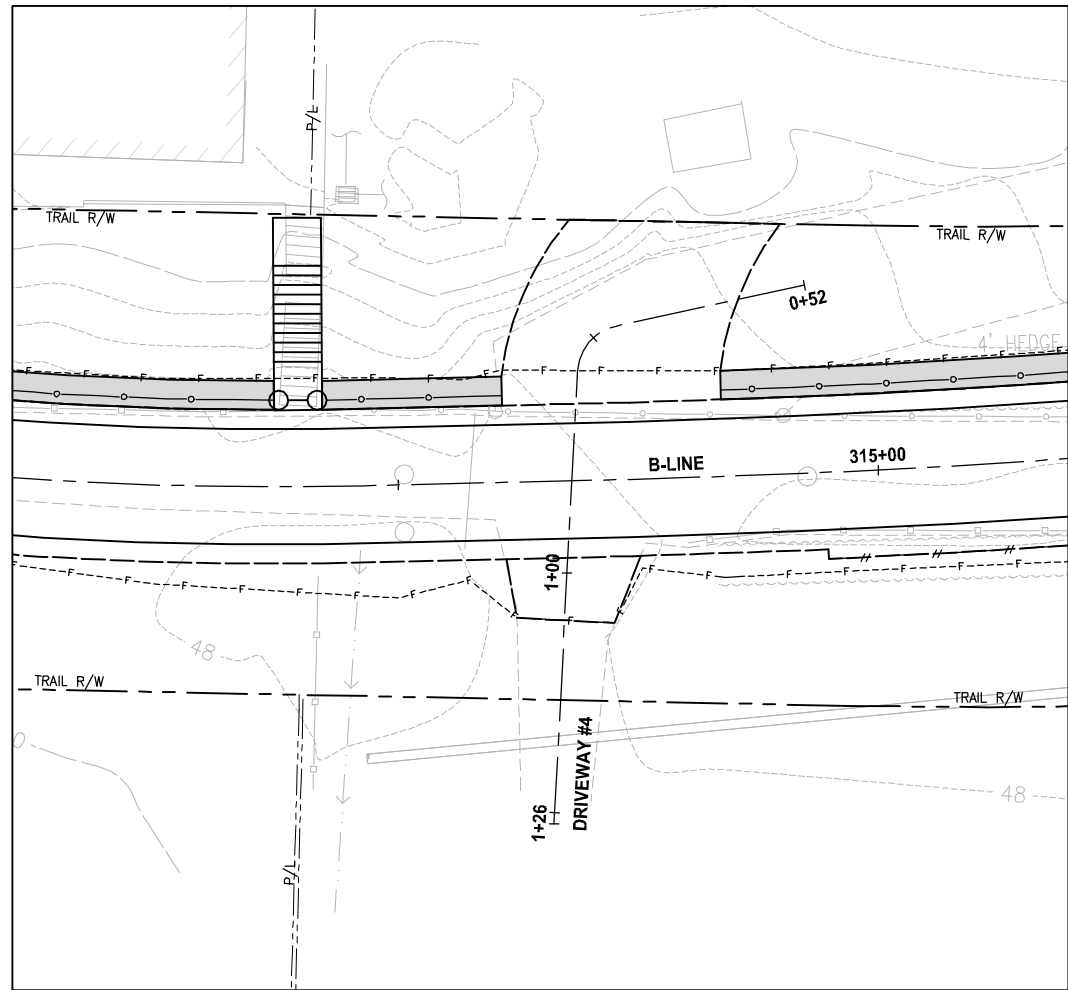 P/L
TRAIL R/W
TRAIL R/W
0+52
4' HEDGE
B-LINE
315+00
1+00
48
TRAIL R/W
TRAIL R/W
0
DRIVEWAY #4
1+26
48
P/L